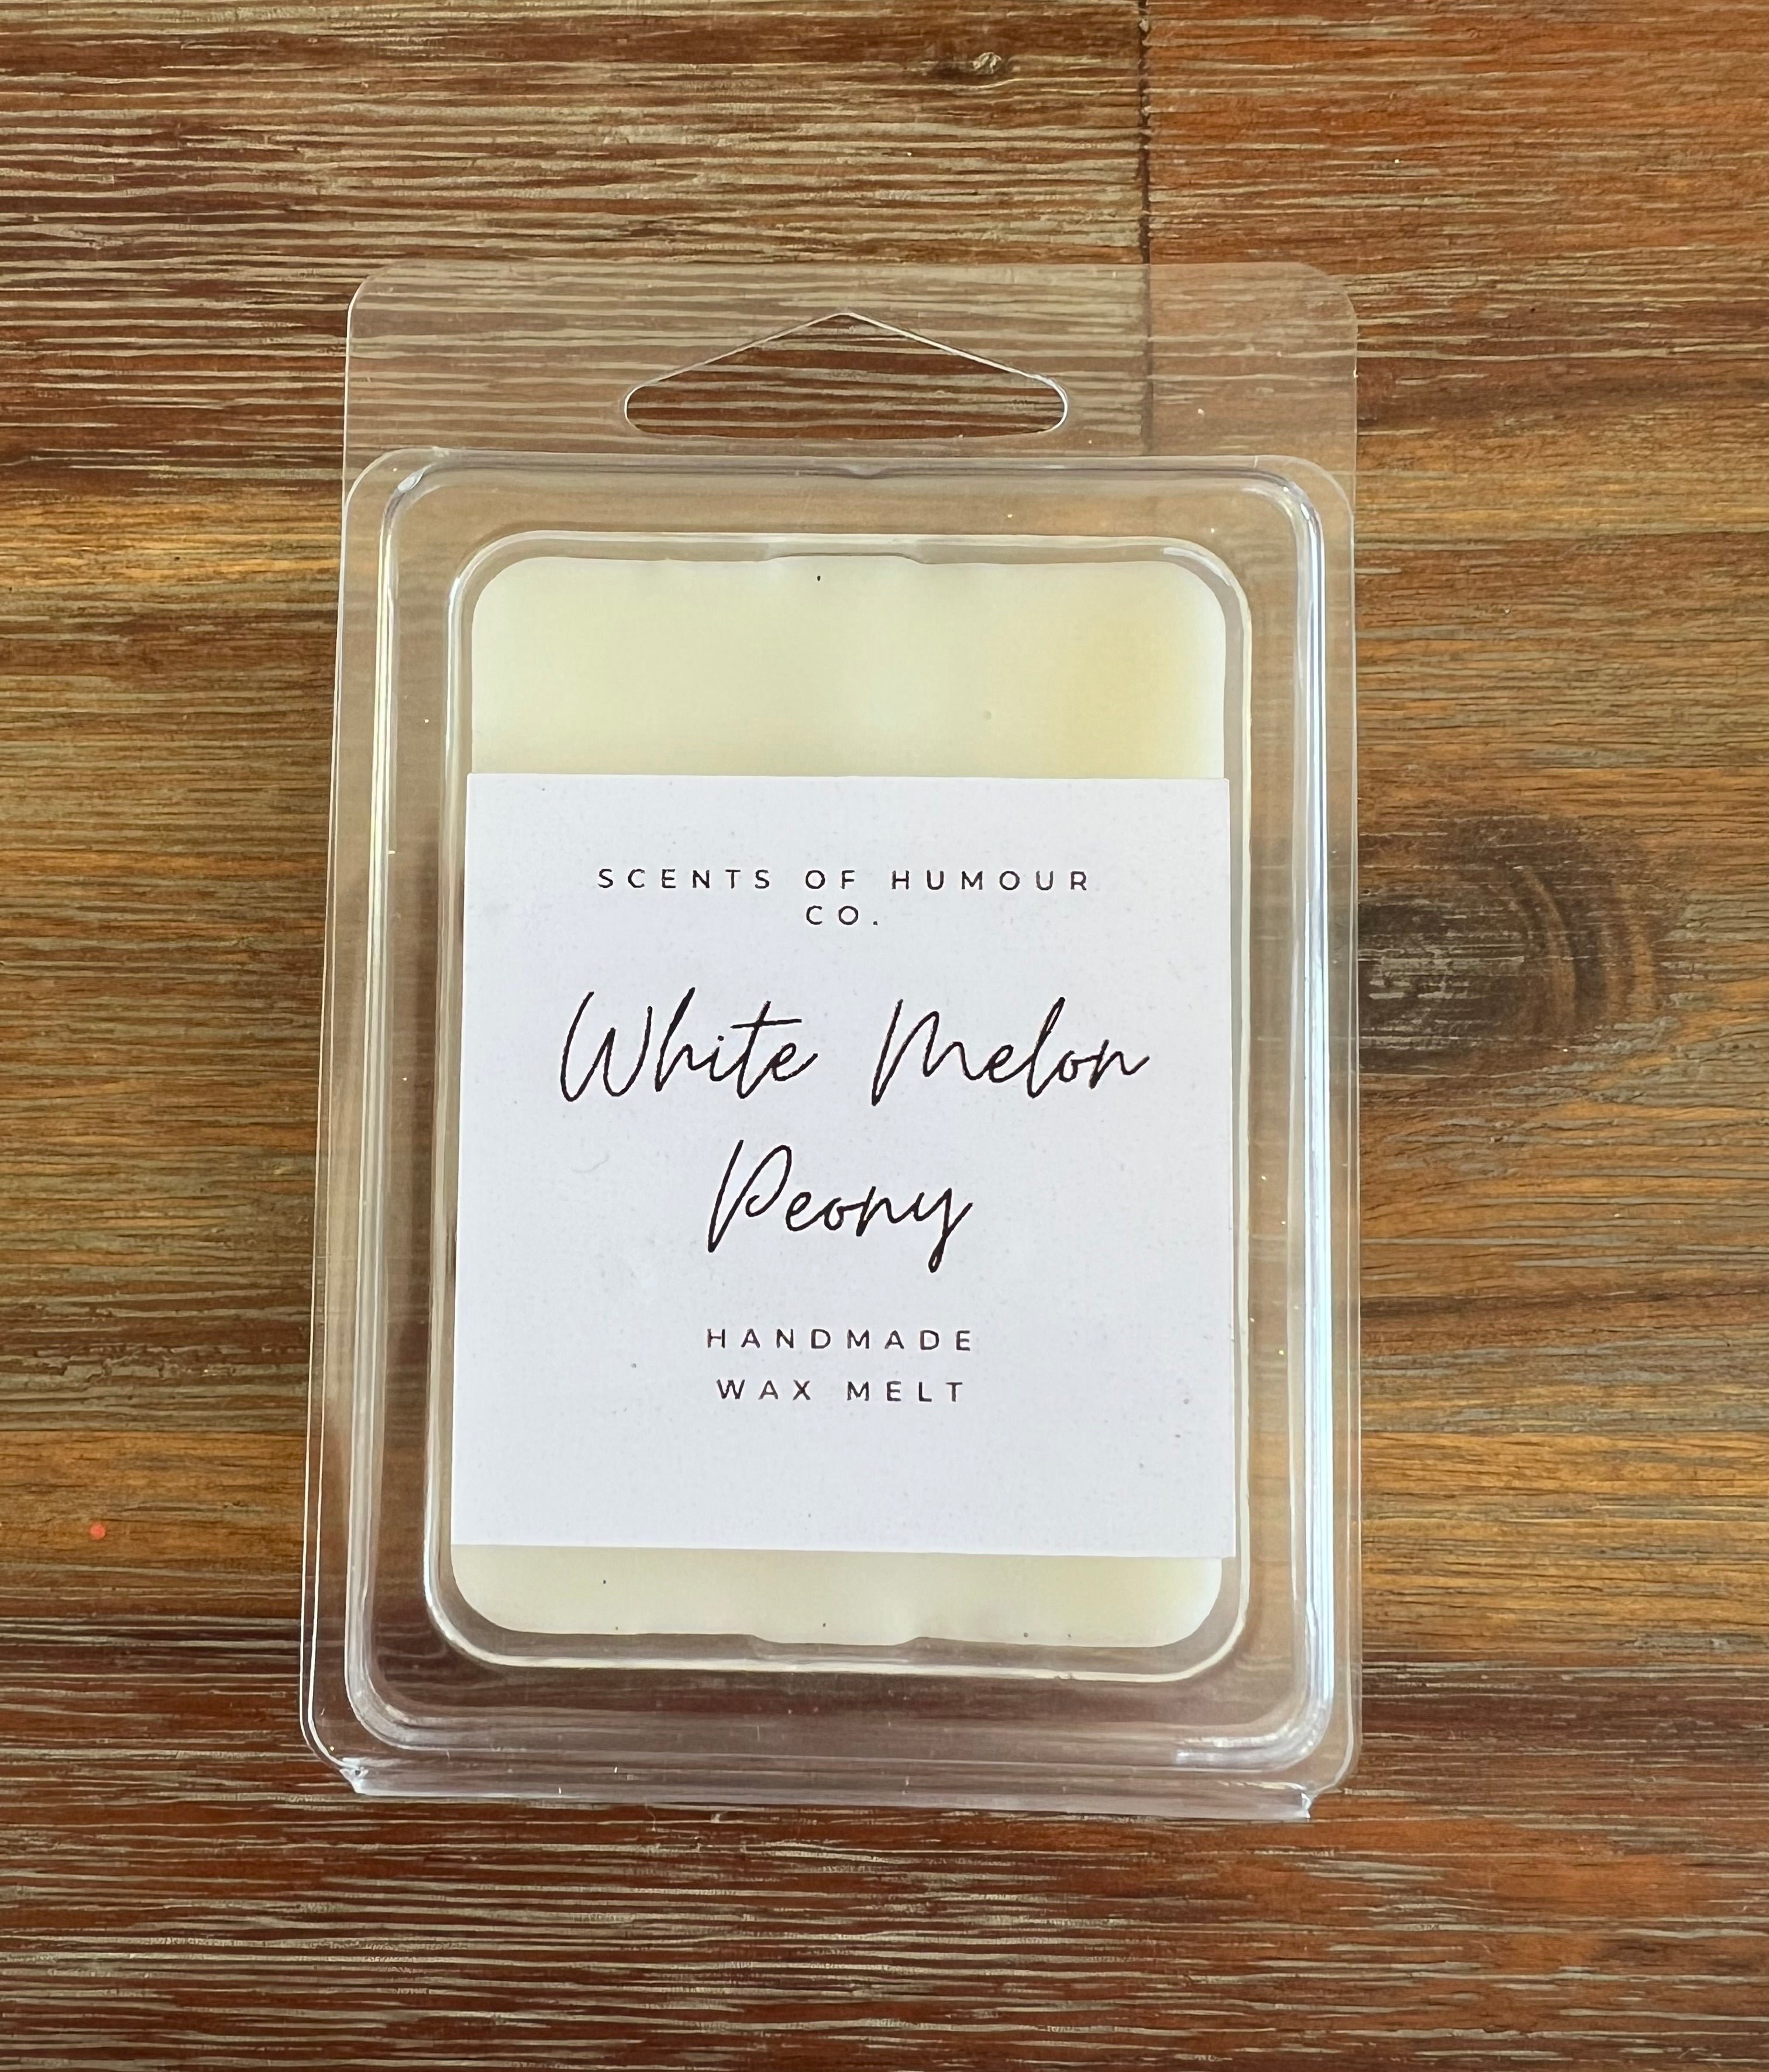 SCENTS OF HUMOUR
CO.
White Melon
Peony
HANDMADE
WAX MELT